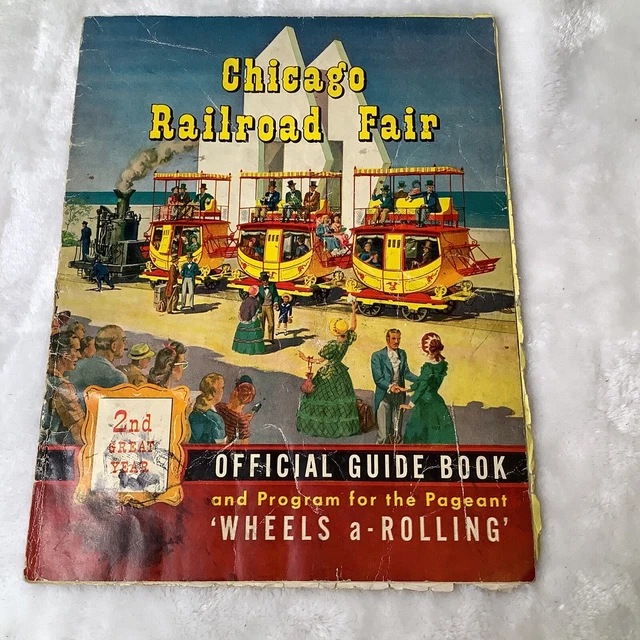 Chicago
Railroad Fair
2nd
GREAT
YEAR
OFFICIAL GUIDE BOOK
and Program for the Pageant
'WHEELS a-ROLLING'